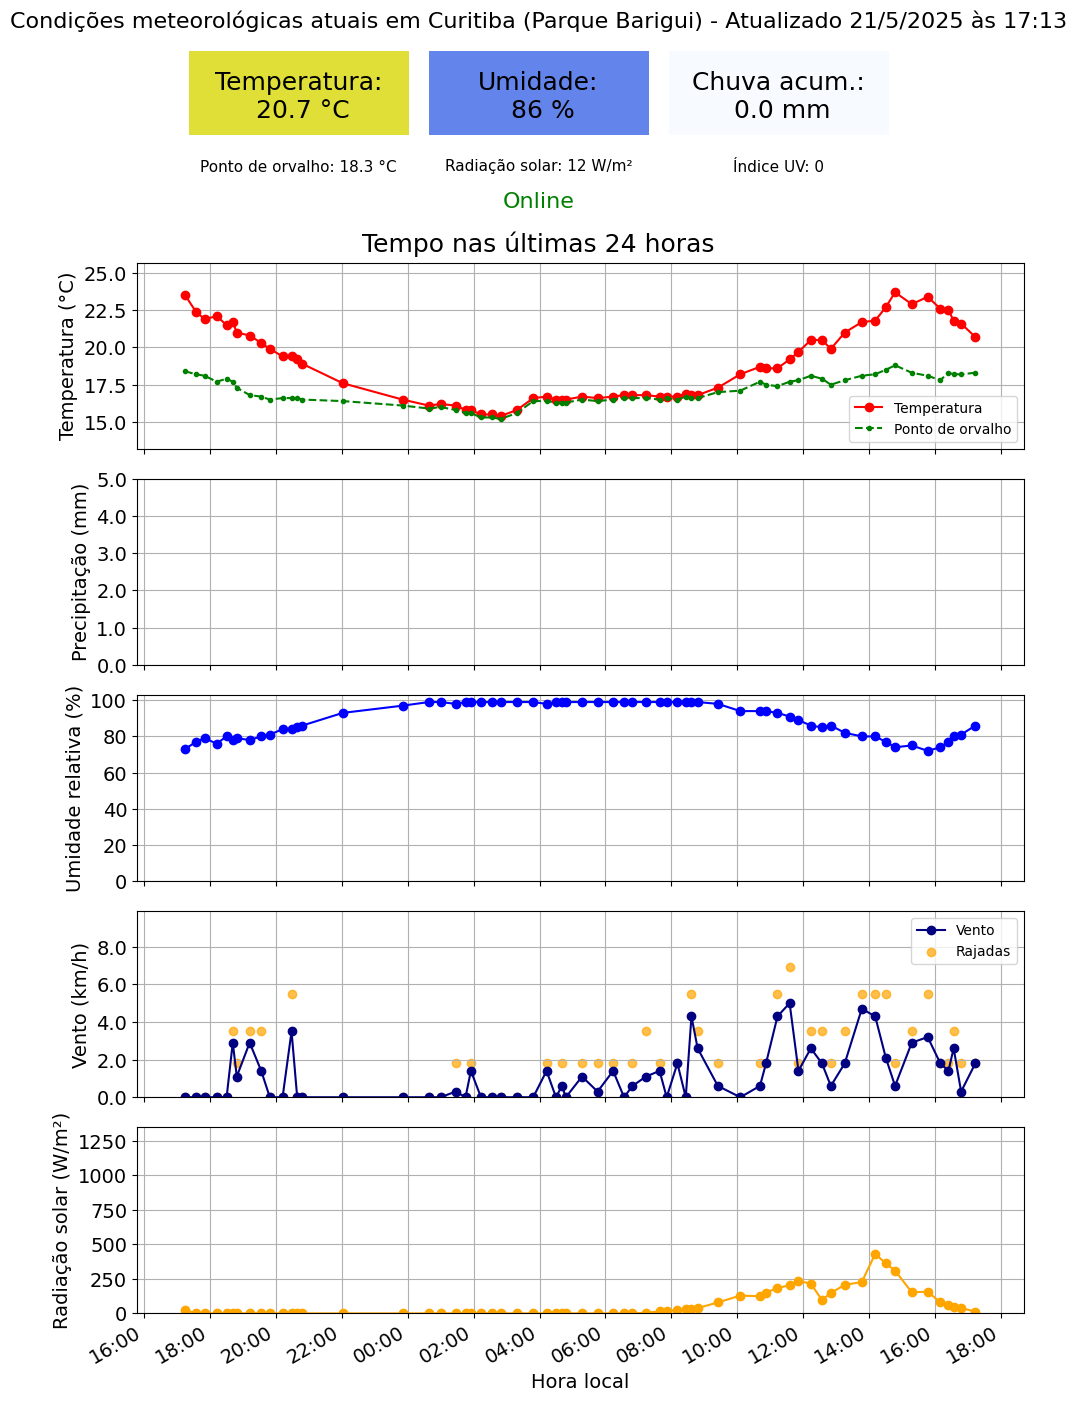 Condições meteorológicas atuais em Curitiba (Parque Barigui) - Atualizado 21/5/2025 às 17:13
Temperatura:
20.7 °C
Umidade:
86 %
Chuva acum.:
0.0 mm
Ponto de orvalho: 18.3 °C
Radiação solar: 12 W/m²
Índice UV: 0
Online
Tempo nas últimas 24 horas
Temperatura (°C)
25.0
22.5
20.0
17.5
15.0
Temperatura
Ponto de orvalho
Precipitação (mm)
5.0
4.0
3.0
2.0
1.0
0.0
Umidade relativa (%)
100
80
60
40
20
0
Vento (km/h)
8.0
6.0
4.0
2.0
0.0
Vento
Rajadas
Radiação solar (W/m²)
1250
1000
750
500
250
0
16:00
18:00
20:00
22:00
00:00
02:00
04:00
06:00
08:00
10:00
12:00
14:00
16:00
18:00
Hora local